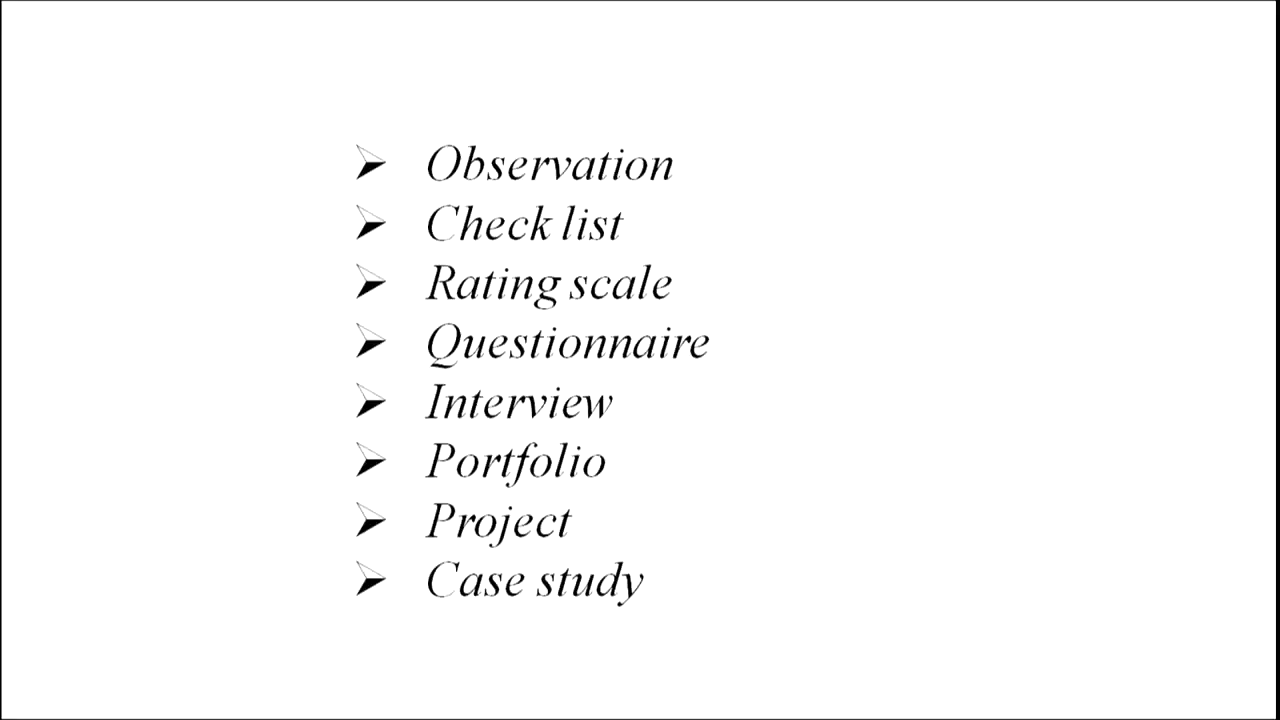 ➢ Observation
➢ Check list
➢ Rating scale
➢ Questionnaire
➢ Interview
➢ Portfolio
➢ Project
➢ Case study